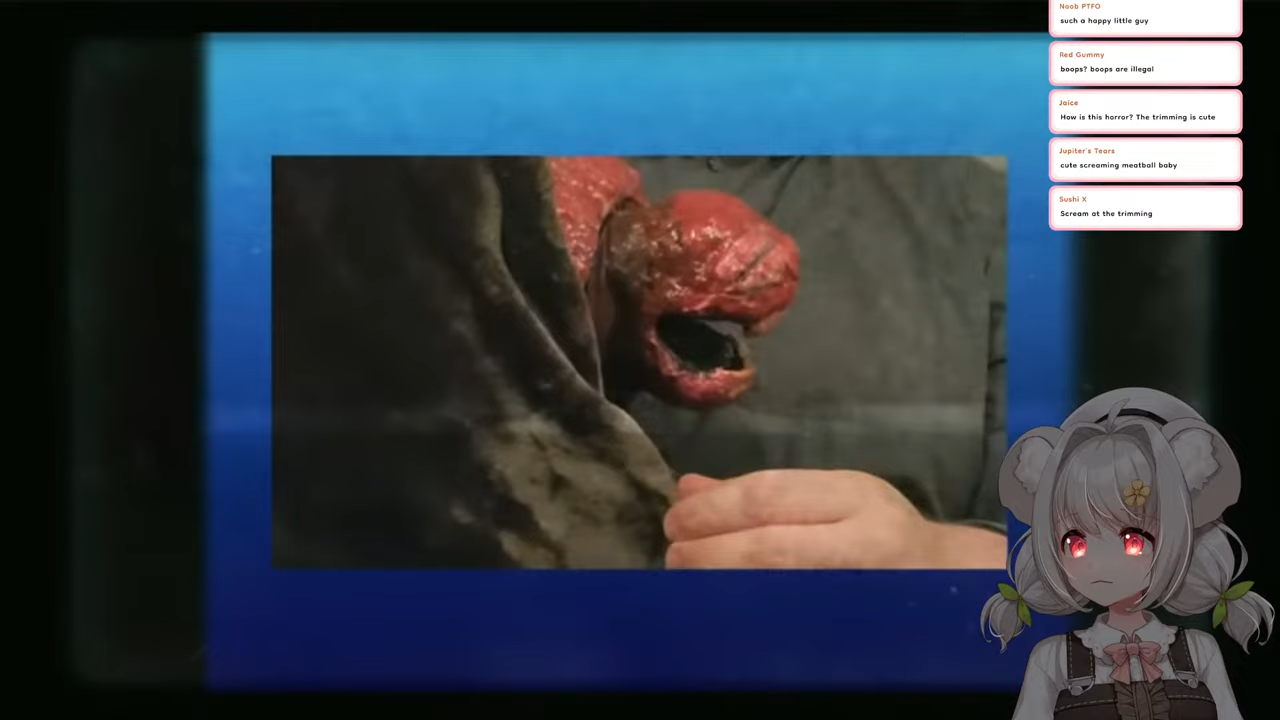 Noob PTFO
such a happy little guy
Red Gummy
boops? boops are illegal
Jaice
How is this horror? The trimming is cute
Jupiter's Tears
cute screaming meatball baby
Sushi X
Scream at the trimming